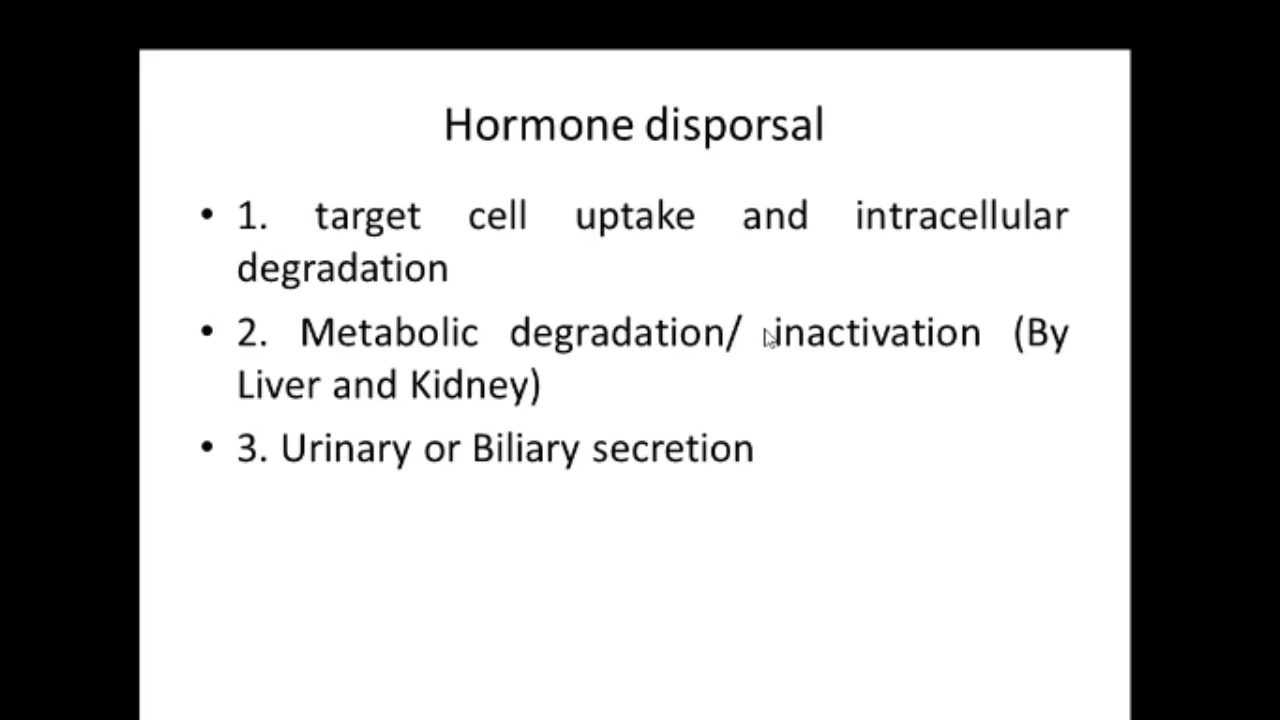 Hormone disporsal
• 1. target cell uptake and intracellular
degradation
• 2. Metabolic degradation/ inactivation (By
Liver and Kidney)
• 3. Urinary or Biliary secretion